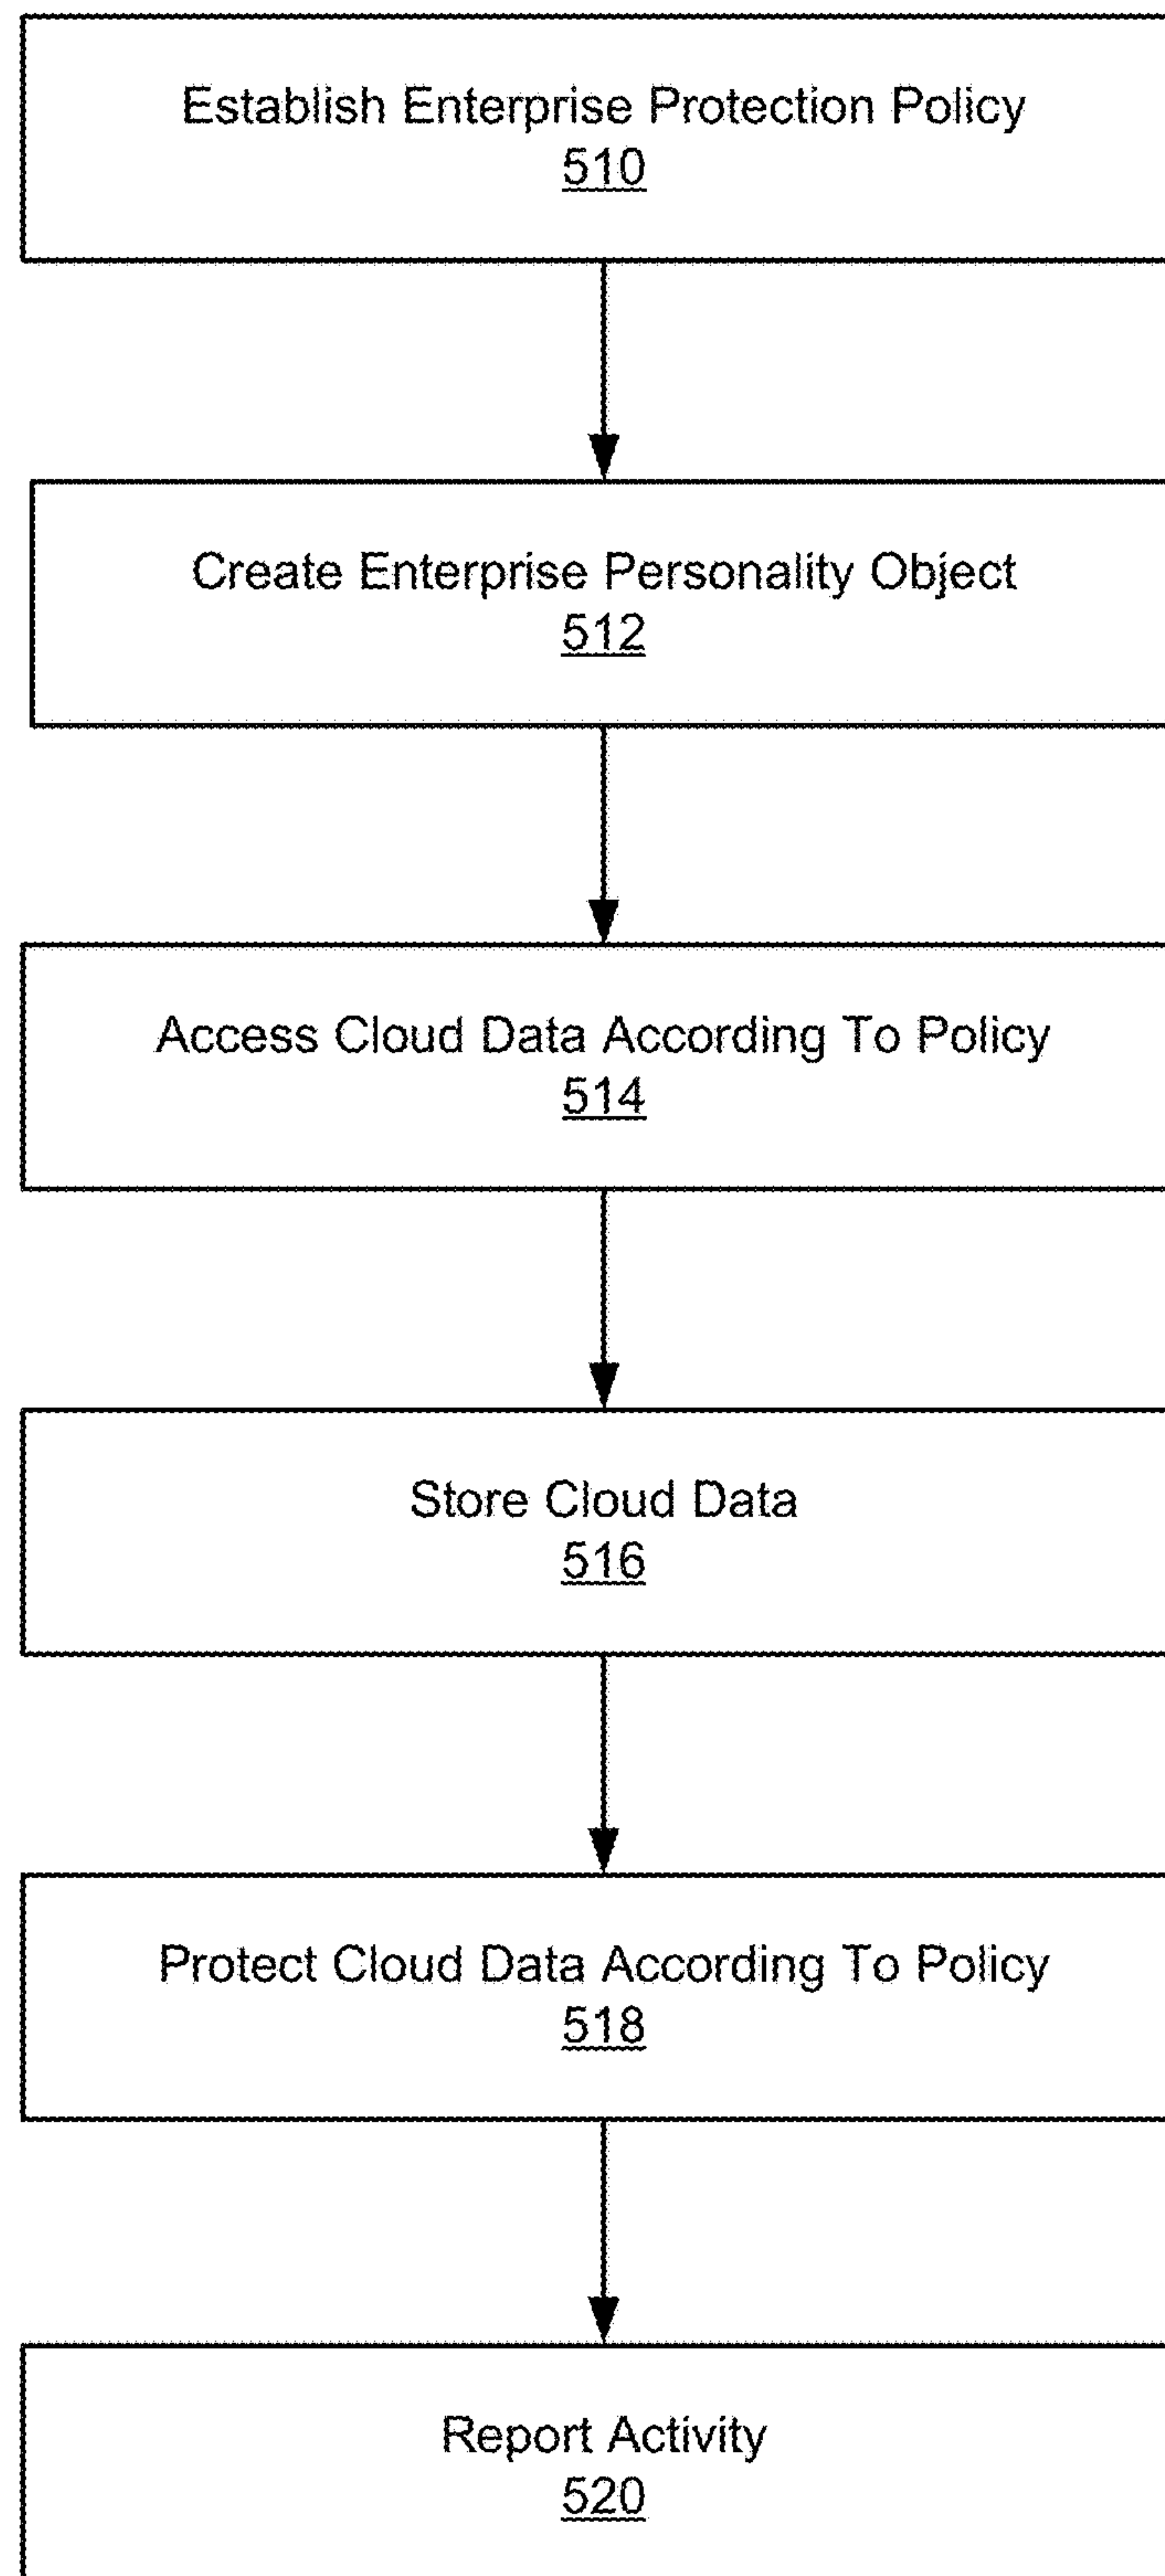 Establish Enterprise Protection Policy
510
Create Enterprise Personality Object
512
Access Cloud Data According To Policy
514
Store Cloud Data
516
Protect Cloud Data According To Policy
518
Report Activity
520